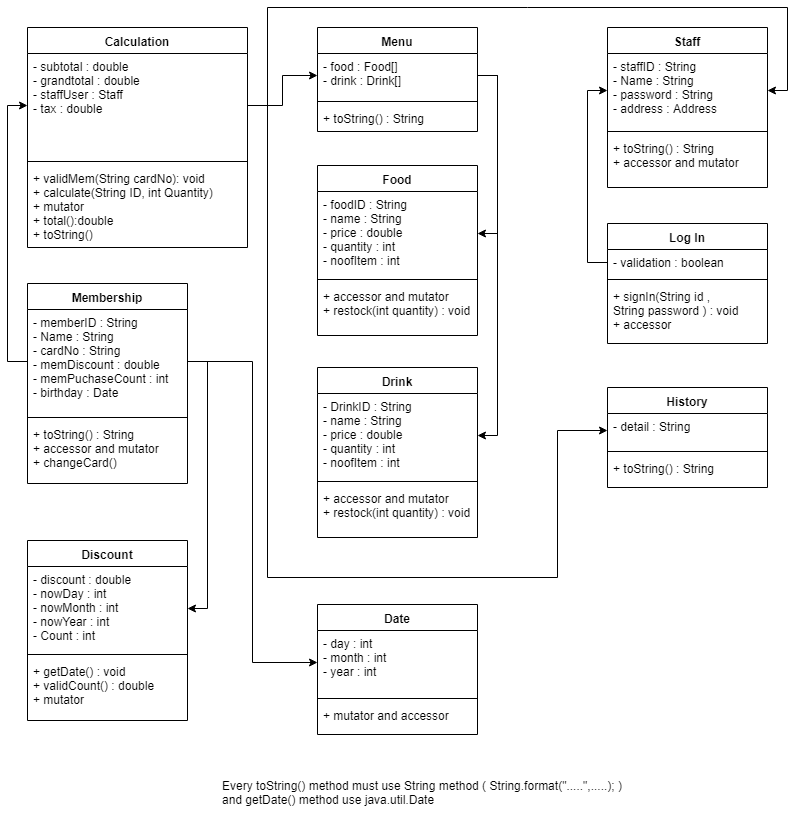 Calculation
- subtotal : double
- grandtotal : double
- staffUser : Staff
- tax : double
+ validMem(String cardNo): void
+ calculate(String ID, int Quantity)
+ mutator
+ total():double
+ toString()
Membership
- memberID : String
- Name : String
- cardNo : String
- memDiscount : double
- memPuchaseCount : int
- birthday : Date
+ toString() : String
+ accessor and mutator
+ changeCard()
Discount
- discount : double
- nowDay : int
- nowMonth : int
- nowYear : int
- Count : int
+ getDate() : void
+ validCount() : double
+ mutator
Menu
- food : Food[]
- drink : Drink[]
+ toString() : String
Food
- foodID : String
- name : String
- price : double
- quantity : int
- noofItem : int
+ accessor and mutator
+ restock(int quantity) : void
Drink
- DrinkID : String
- name : String
- price : double
- quantity : int
- noofItem : int
+ accessor and mutator
+ restock(int quantity) : void
Date
- day : int
- month : int
- year : int
+ mutator and accessor
Staff
- staffID : String
- Name : String
- password : String
- address : Address
+ toString() : String
+ accessor and mutator
Log In
- validation : boolean
+ signIn(String id ,
String password ) : void
+ accessor
History
- detail : String
+ toString() : String
Every toString() method must use String method ( String.format(".....",.....); )
and getDate() method use java.util.Date